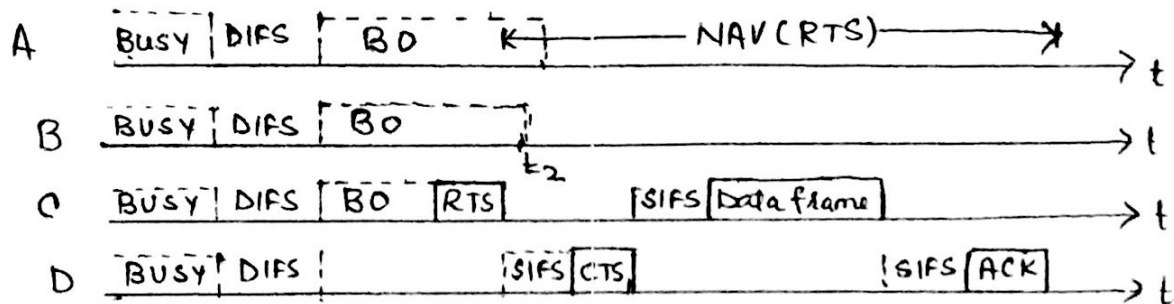 A Busy DIFS BO NAV(RTS) t
B BUSY DIFS BO t
t2
C BUSY DIFS BO RTS SIFS Data frame t
D BUSY DIFS SIFS CTS SIFS ACK t